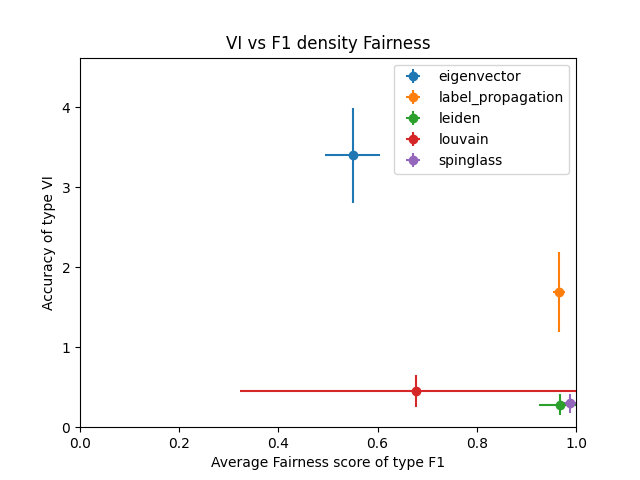 VI vs F1 density Fairness
Accuracy of type VI
4
3
2
1
0
eigenvector
label_propagation
leiden
louvain
spinglass
0.0 0.2 0.4 0.6 0.8 1.0
Average Fairness score of type F1